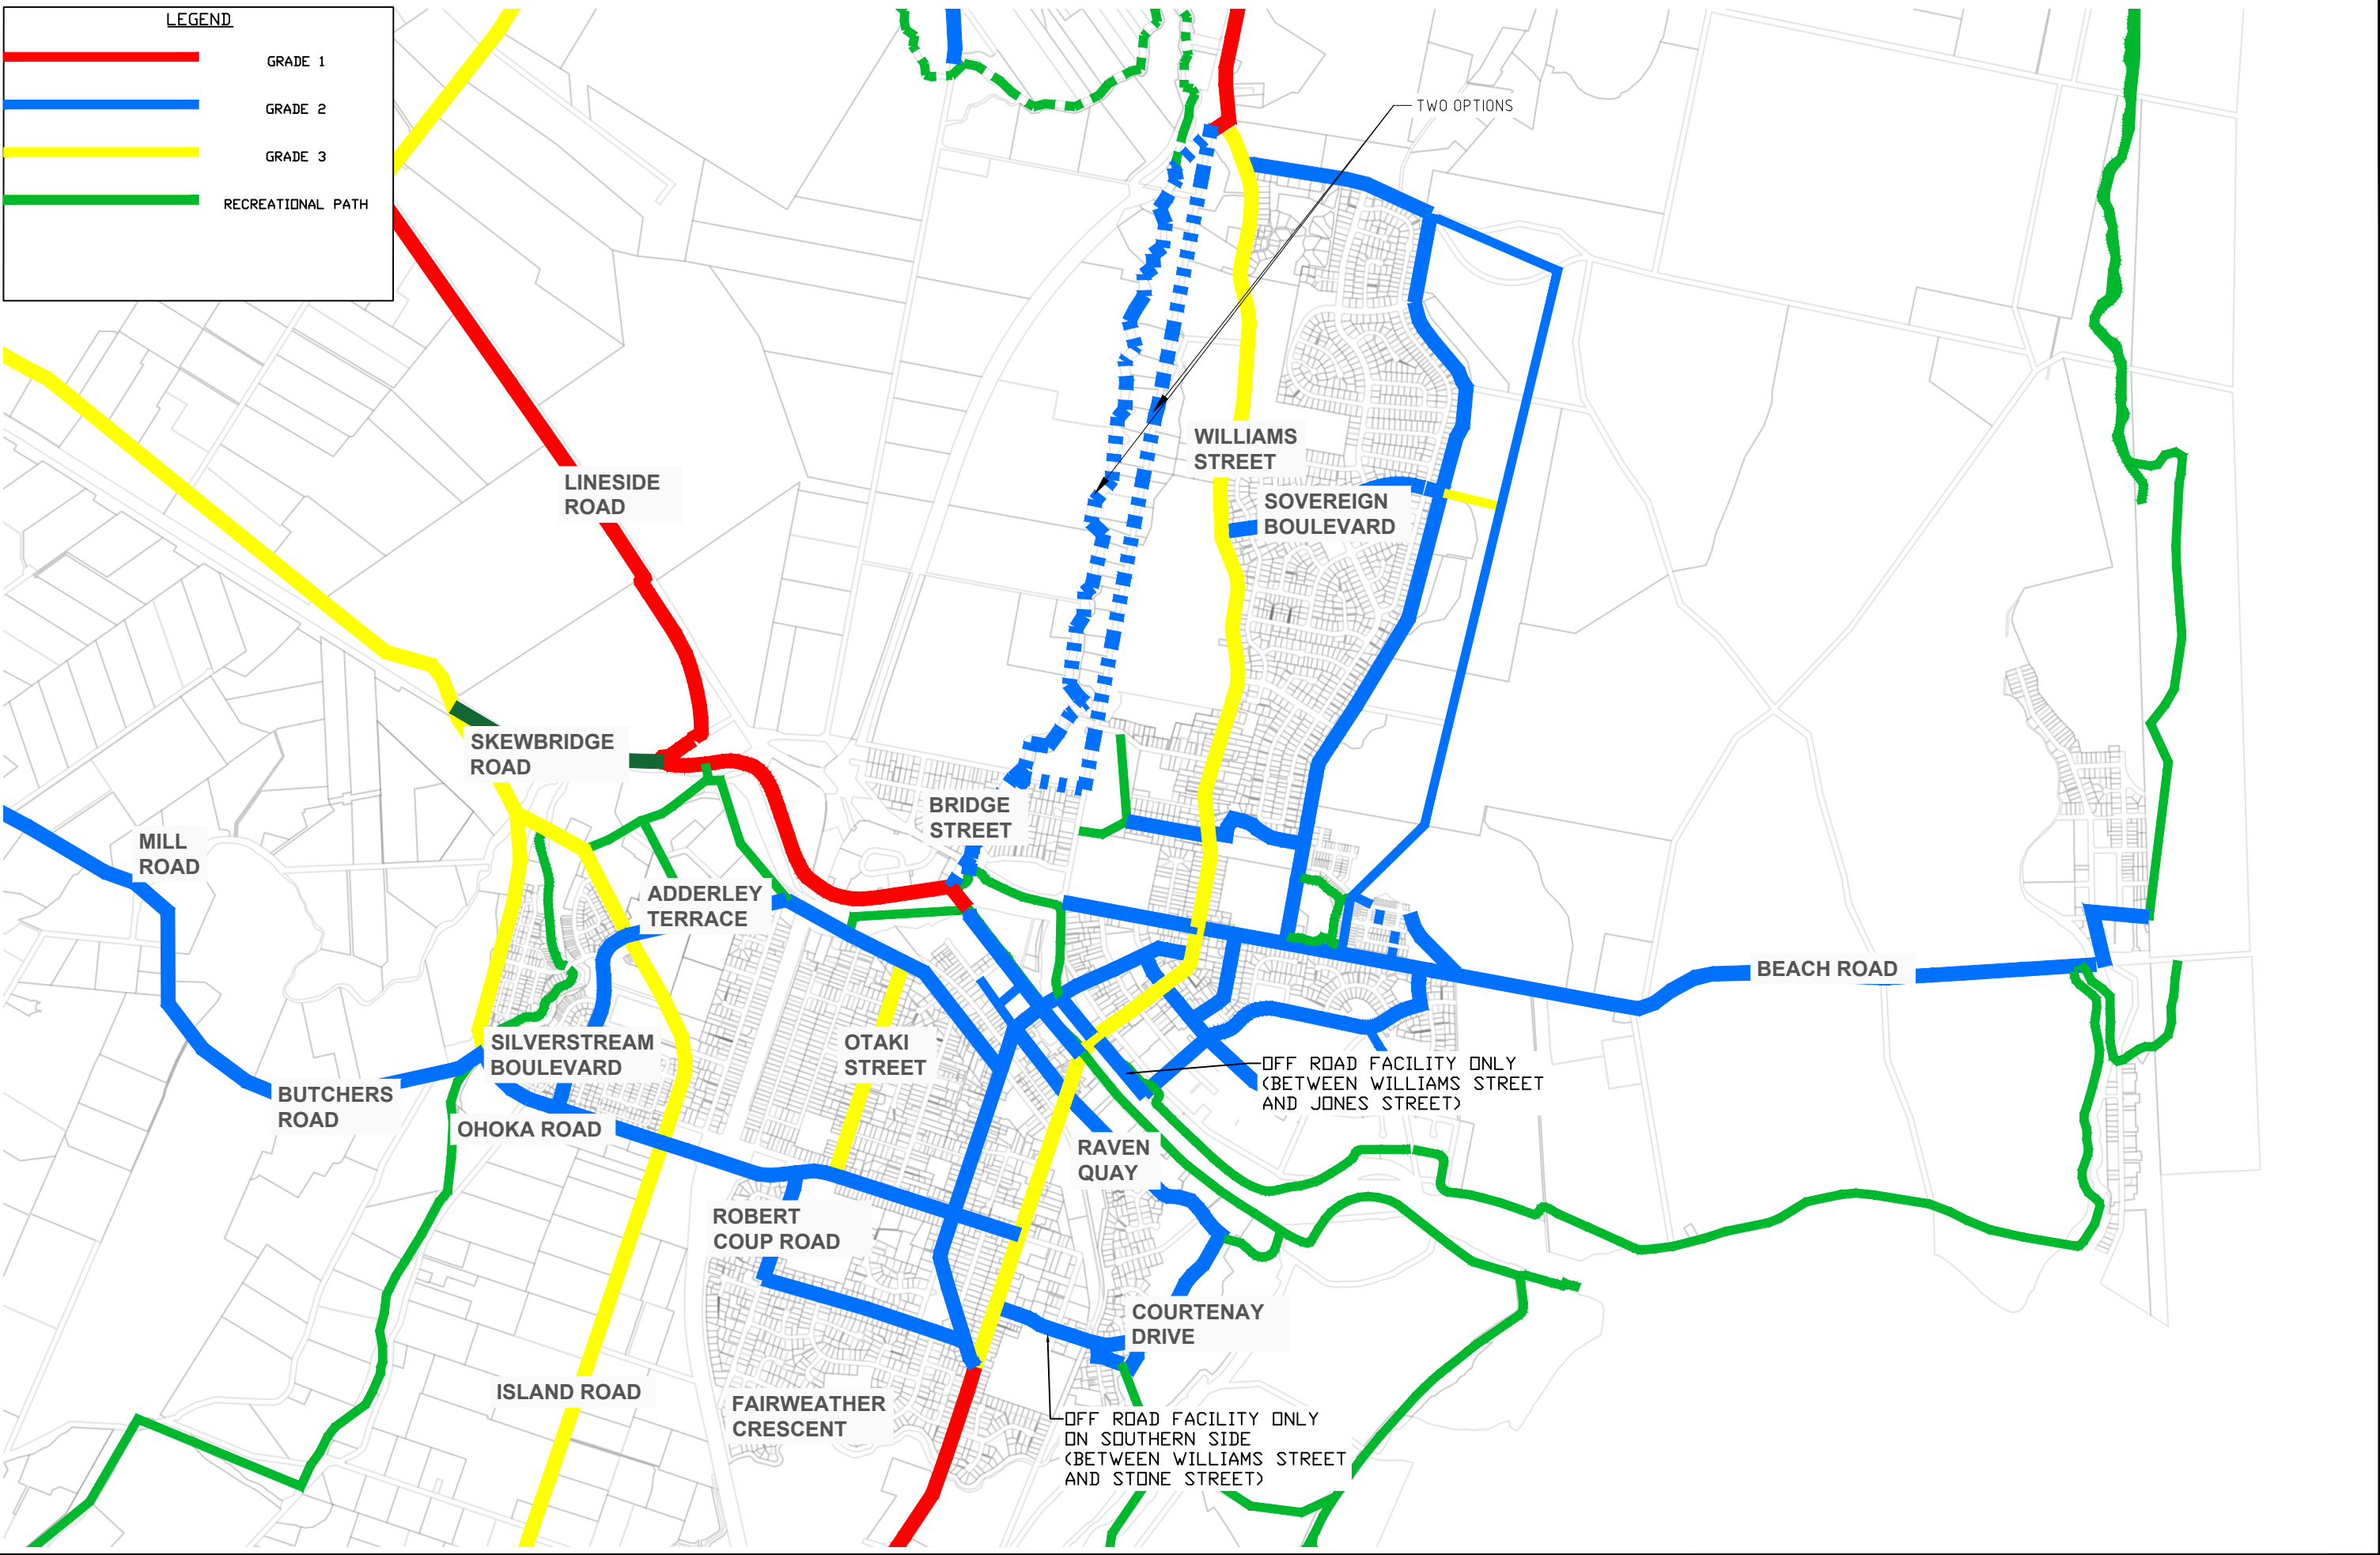 LEGEND
GRADE 1
GRADE 2
GRADE 3
RECREATIONAL PATH
TWO OPTIONS
WILLIAMS
STREET
LINESIDE
ROAD
SOVEREIGN
BOULEVARD
SKEWBRIDGE
ROAD
BRIDGE
STREET
MILL
ROAD
ADDERLEY
TERRACE
BEACH ROAD
SILVERSTREAM
BOULEVARD
OTAKI
STREET
OFF ROAD FACILITY ONLY
(BETWEEN WILLIAMS STREET
AND JONES STREET)
BUTCHERS
ROAD
OHOKA ROAD
RAVEN
QUAY
ROBERT
COUP ROAD
COURTENAY
DRIVE
ISLAND ROAD
FAIRWEATHER
CRESCENT
OFF ROAD FACILITY ONLY
ON SOUTHERN SIDE
(BETWEEN WILLIAMS STREET
AND STONE STREET)